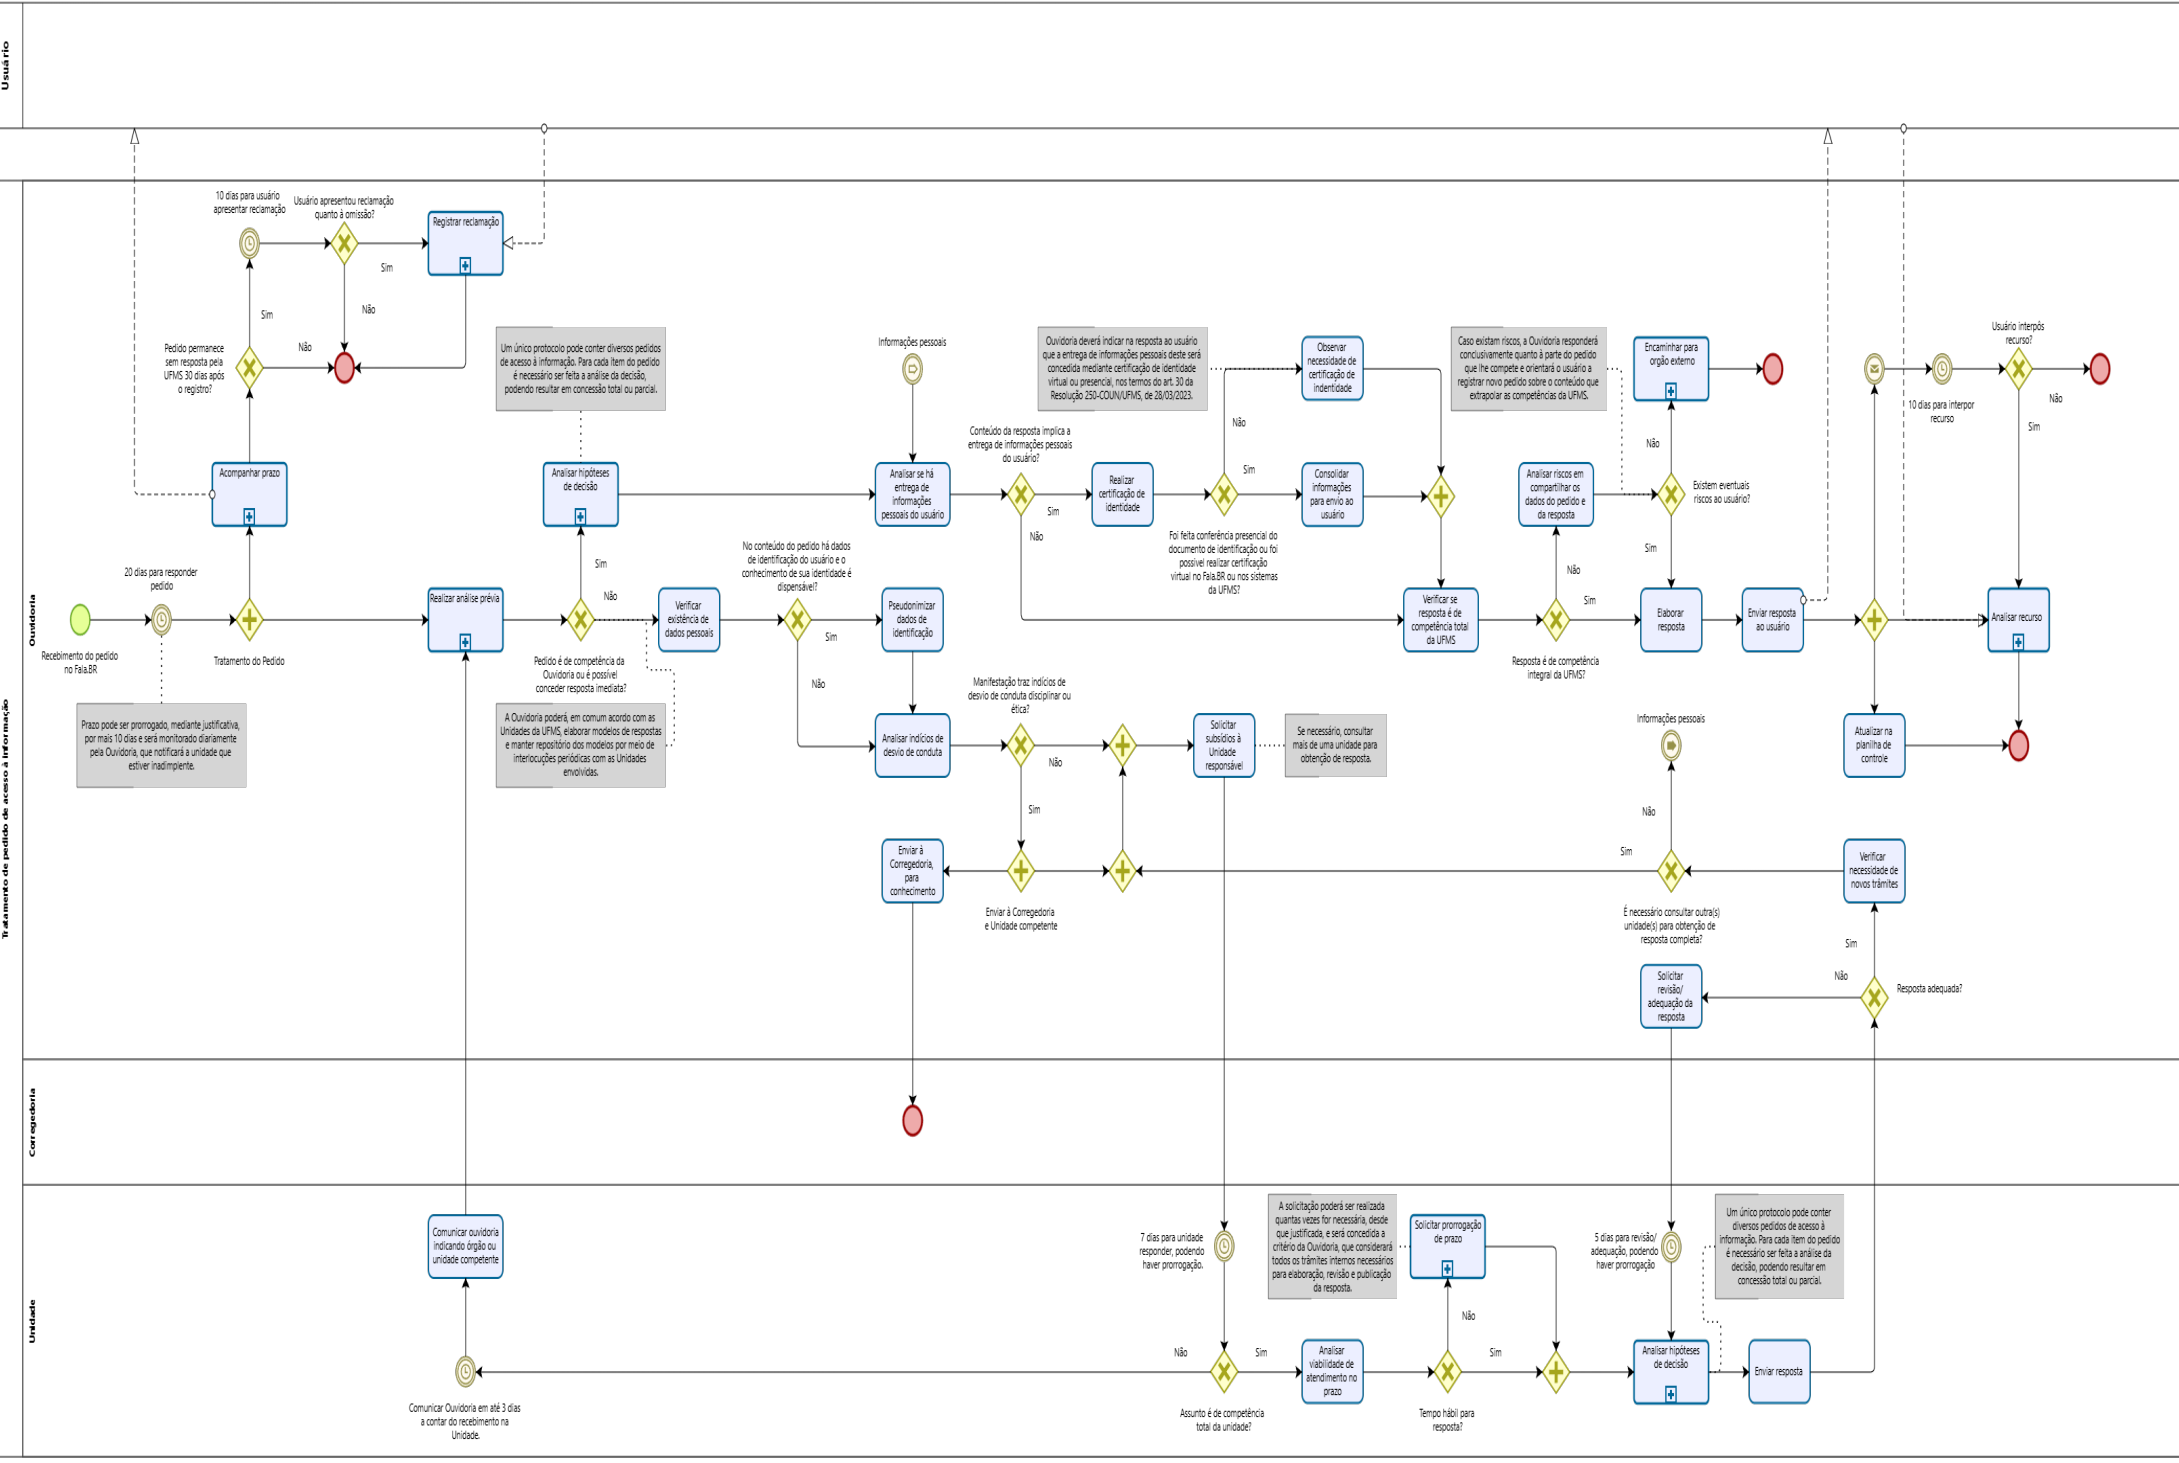 Usuário
Tratamento de pedido de acesso à informação
Ouvidoria
Corregedoria
Unidade
10 dias para usuário
apresentar reclamação
Usuário apresentou reclamação
quanto à omissão?
Registrar reclamação
Sim
Não
Sim
Não
Pedido permanece
sem resposta pela
UFMS 30 dias após
o registro?
Acompanhar prazo
20 dias para responder
pedido
Recebimento do pedido
no Fala.BR
Tratamento do Pedido
Prazo pode ser prorrogado, mediante justificativa,
por mais 10 dias e será monitorado diariamente
pela Ouvidoria, que notificará a unidade que
estiver inadimplente.
Realizar análise prévia
Um único protocolo pode conter diversos pedidos
de acesso à informação. Para cada item do pedido
é necessário ser feita a análise da decisão,
podendo resultar em concessão total ou parcial.
Analisar hipóteses
de decisão
Sim
Não
Pedido é de competência da
Ouvidoria ou é possível
conceder resposta imediata?
A Ouvidoria poderá, em comum acordo com as
Unidades da UFMS, elaborar modelos de respostas
e manter repositório dos modelos por meio de
interlocuções periódicas com as Unidades
envolvidas.
Verificar
existência de
dados pessoais
No conteúdo do pedido há dados
de identificação do usuário e o
conhecimento de sua identidade é
dispensável?
Sim
Não
Pseudonimizar
dados de
identificação
Informações pessoais
Analisar se há
entrega de
informações
pessoais do usuário
Conteúdo da resposta implica a
entrega de informações pessoais
do usuário?
Sim
Não
Realizar
certificação de
identidade
Ouvidoria deverá indicar na resposta ao usuário
que a entrega de informações pessoais deste será
concedida mediante certificação de identidade
virtual ou presencial, nos termos do art. 30 da
Resolução 250-COUN/UFMS, de 28/03/2023.
Não
Sim
Foi feita conferência presencial do
documento de identificação ou foi
possivel realizar certificação
virtual no Fala.BR ou nos sistemas
da UFMS?
Observar
necessidade de
certificação de
indentidade
Consolidar
informações
para envio ao
usuário
Verificar se
resposta é de
competência total
da UFMS
Caso existam riscos, a Ouvidoria responderá
conclusivamente quanto à parte do pedido
que lhe compete e orientará o usuário a
registrar novo pedido sobre o conteúdo que
extrapolar as competências da UFMS.
Analisar riscos em
compartilhar os
dados do pedido e
da resposta
Não
Sim
Resposta é de competência
integral da UFMS?
Encaminhar para
orgão externo
Não
Existem eventuais
riscos ao usuário?
Sim
Elaborar
resposta
Enviar resposta
ao usuário
10 dias para interpor
recurso
Usuário interpôs
recurso?
Não
Sim
Analisar recurso
Atualizar na
planilha de
controle
Analisar indícios de
desvio de conduta
Manifestação traz indícios de
desvio de conduta disciplinar ou
ética?
Não
Sim
Solicitar
subsídios à
Unidade
responsável
Se necessário, consultar
mais de uma unidade para
obtenção de resposta.
Enviar à
Corregedoria,
para
conhecimento
Enviar à Corregedoria
e Unidade competente
Informações pessoais
Não
Sim
É necessário consultar outra(s)
unidade(s) para obtenção de
resposta completa?
Verificar
necessidade de
novos trâmites
Sim
Não
Resposta adequada?
Solicitar
revisão/
adequação da
resposta
Comunicar ouvidoria
indicando órgão ou
unidade competente
Comunicar Ouvidoria em até 3 dias
a contar do recebimento na
Unidade.
7 dias para unidade
responder, podendo
haver prorrogação.
Não
Sim
Assunto é de competência
total da unidade?
A solicitação poderá ser realizada
quantas vezes for necessária, desde
que justificada, e será concedida a
critério da Ouvidoria, que considerará
todos os trâmites internos necessários
para elaboração, revisão e publicação
da resposta.
Analisar
viabilidade de
atendimento no
prazo
Solicitar prorrogação
de prazo
Não
Sim
Tempo hábil para
resposta?
5 dias para revisão/
adequação, podendo
haver prorrogação
Analisar hipóteses
de decisão
Um único protocolo pode conter
diversos pedidos de acesso à
informação. Para cada item do pedido
é necessário ser feita a análise da
decisão, podendo resultar em
concessão total ou parcial.
Enviar resposta